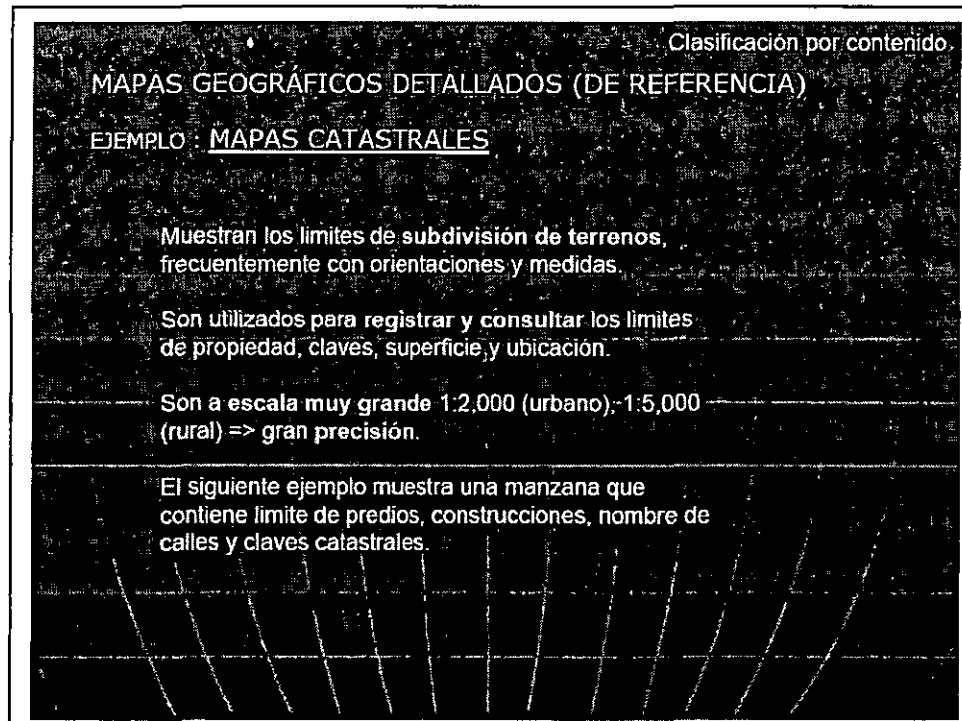 Clasificación por contenido
MAPAS GEOGRÁFICOS DETALLADOS (DE REFERENCIA)
EJEMPLO : MAPAS CATASTRALES
Muestran los limites de subdivisión de terrenos,
frecuentemente con orientaciones y medidas.
Son utilizados para registrar y consultar los limites
de propiedad, claves, superficie y ubicación.
Son a escala muy grande 1:2,000 (urbano), 1:5,000
(rural) => gran precisión.
El siguiente ejemplo muestra una manzana que
contiene limite de predios, construcciones, nombre de
calles y claves catastrales.